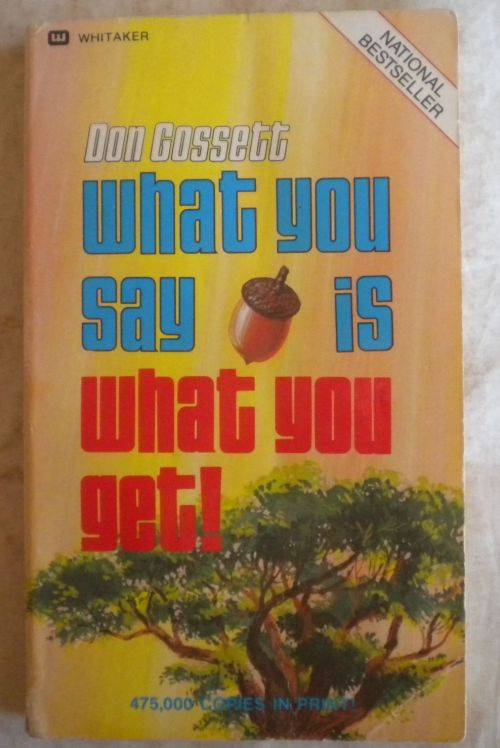 WHITAKER
NATIONAL
BESTSELLER
Don Gossett
what you
say is
what you
get!
475,000 COPIES IN PRINT!